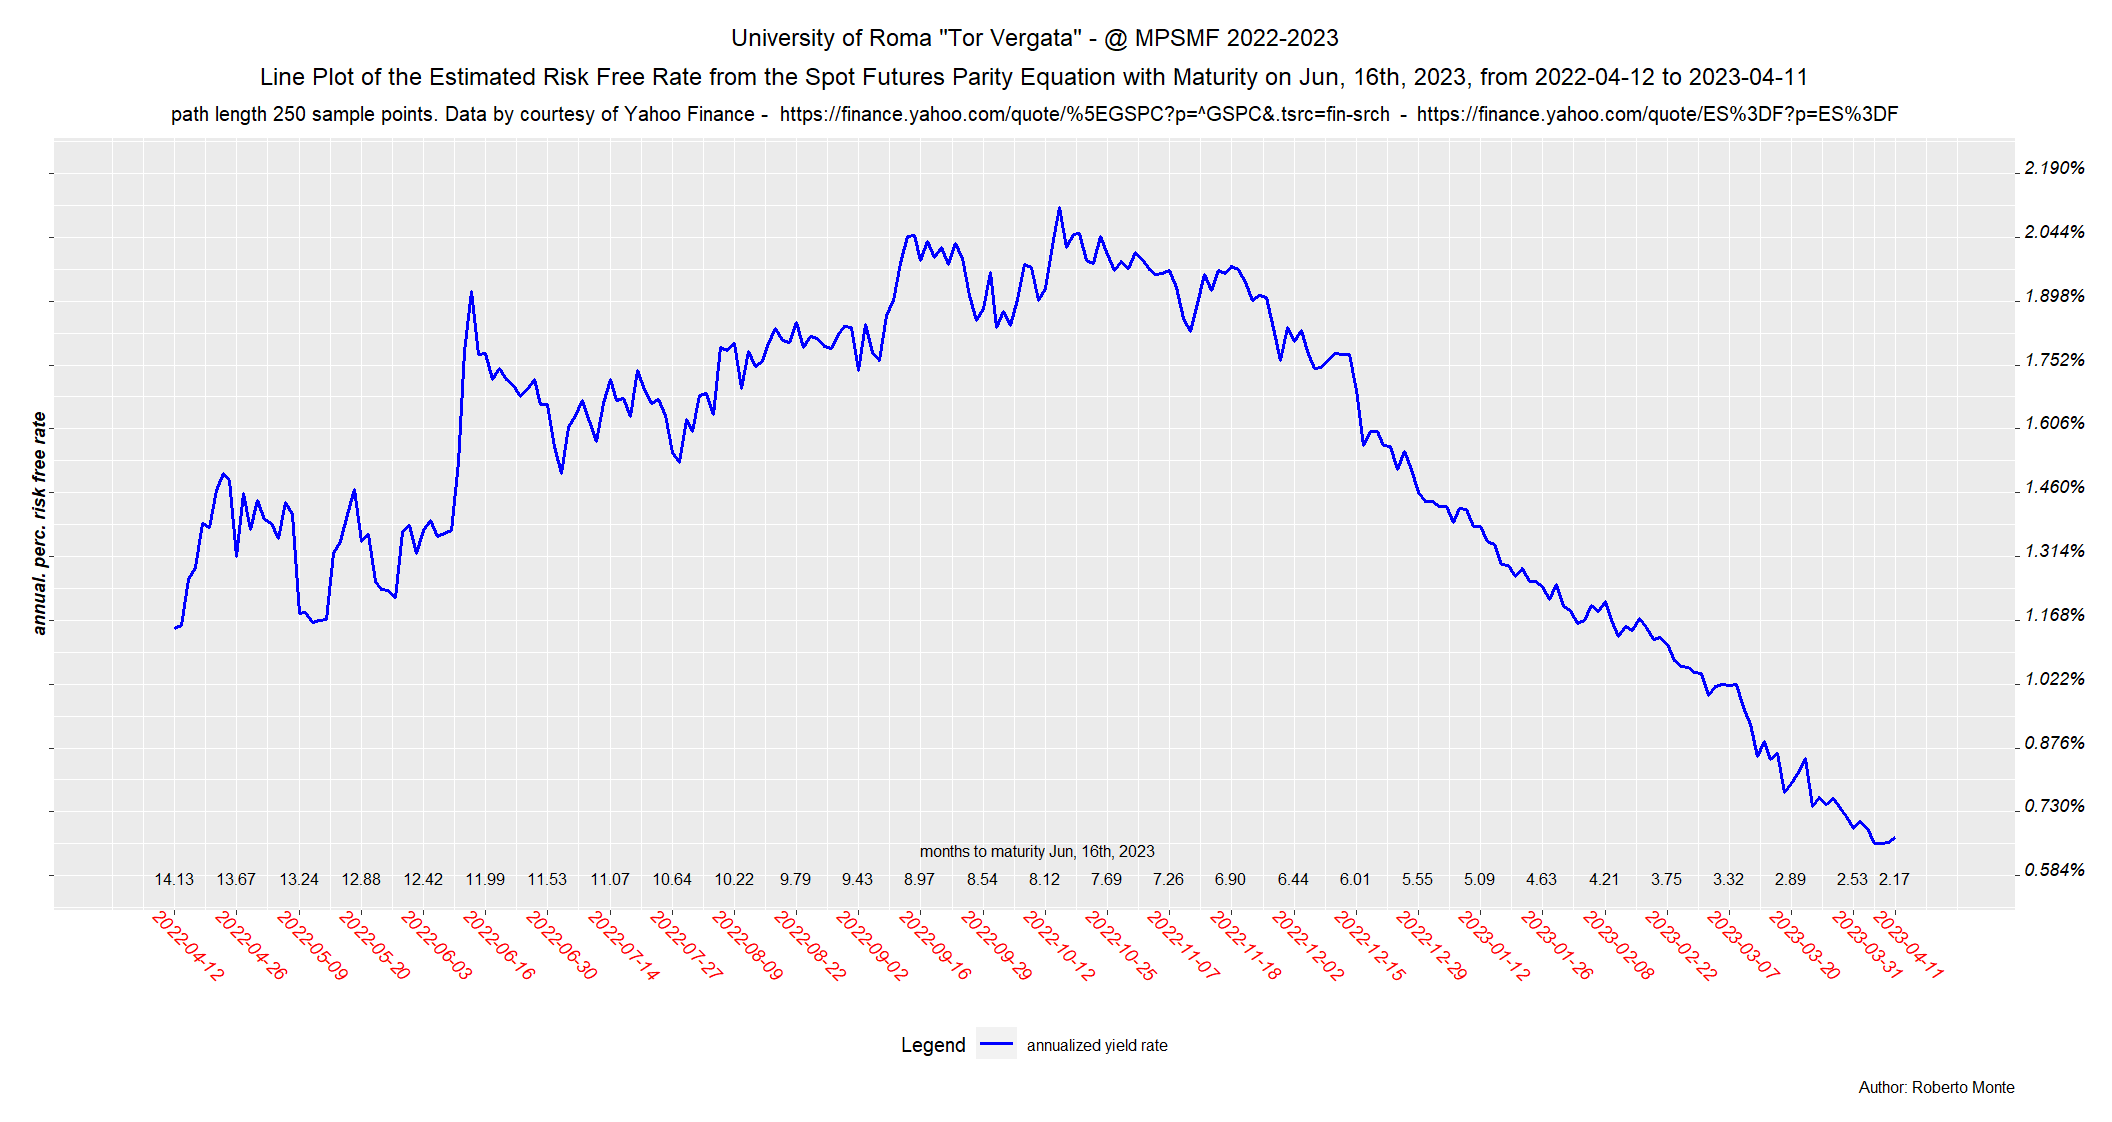 University of Roma "Tor Vergata" - @ MPSMF 2022-2023
Line Plot of the Estimated Risk Free Rate from the Spot Futures Parity Equation with Maturity on Jun, 16th, 2023, from 2022-04-12 to 2023-04-11
path length 250 sample points. Data by courtesy of Yahoo Finance - https://finance.yahoo.com/quote/%5EGSPC?p=^GSPC&.tsrc=fin-srch - https://finance.yahoo.com/quote/ES%3DF?p=ES%3DF
annual. perc. risk free rate
2.190%
2.044%
1.898%
1.752%
1.606%
1.460%
1.314%
1.168%
1.022%
0.876%
0.730%
0.584%
months to maturity Jun, 16th, 2023
14.13 13.67 13.24 12.88 12.42 11.99 11.53 11.07 10.64 10.22 9.79 9.43 8.97 8.54 8.12 7.69 7.26 6.90 6.44 6.01 5.55 5.09 4.63 4.21 3.75 3.32 2.89 2.53 2.17
2022-04-12 2022-04-26 2022-05-09 2022-05-20 2022-06-03 2022-06-16 2022-06-30 2022-07-14 2022-07-27 2022-08-09 2022-08-22 2022-09-02 2022-09-16 2022-09-29 2022-10-12 2022-10-25 2022-11-07 2022-11-18 2022-12-02 2022-12-15 2022-12-29 2023-01-12 2023-01-26 2023-02-08 2023-02-22 2023-03-07 2023-03-20 2023-03-31 2023-04-11
Legend annualized yield rate
Author: Roberto Monte